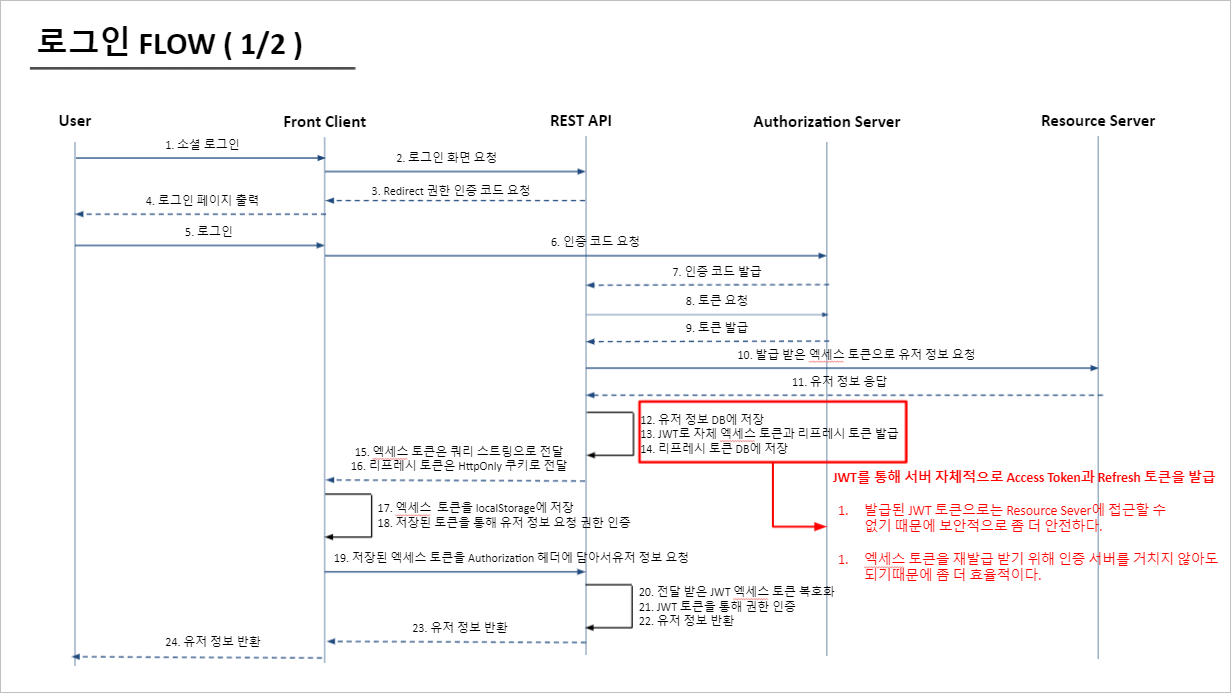 로그인 FLOW ( 1/2 )
User
Front Client
REST API
Authorization Server
Resource Server
1. 소셜 로그인
2. 로그인 화면 요청
3. Redirect 권한 인증 코드 요청
4. 로그인 페이지 출력
5. 로그인
6. 인증 코드 요청
7. 인증 코드 발급
8. 토큰 요청
9. 토큰 발급
10. 발급 받은 엑세스 토큰으로 유저 정보 요청
11. 유저 정보 응답
12. 유저 정보 DB에 저장
13. JWT로 자체 엑세스 토큰과 리프레시 토큰 발급
14. 리프레시 토큰 DB에 저장
15. 엑세스 토큰은 쿼리 스트링으로 전달
16. 리프레시 토큰은 HttpOnly 쿠키로 전달
JWT를 통해 서버 자체적으로 Access Token과 Refresh 토큰을 발급
1. 발급된 JWT 토큰으로는 Resource Sever에 접근할 수
없기 때문에 보안적으로 좀 더 안전하다.
1. 엑세스 토큰을 재발급 받기 위해 인증 서버를 거치지 않아도
되기때문에 좀 더 효율적이다.
17. 엑세스 토큰을 localStorage에 저장
18. 저장된 토큰을 통해 유저 정보 요청 권한 인증
19. 저장된 엑세스 토큰을 Authorization 헤더에 담아서유저 정보 요청
20. 전달 받은 JWT 엑세스 토큰 복호화
21. JWT 토큰을 통해 권한 인증
22. 유저 정보 반환
23. 유저 정보 반환
24. 유저 정보 반환